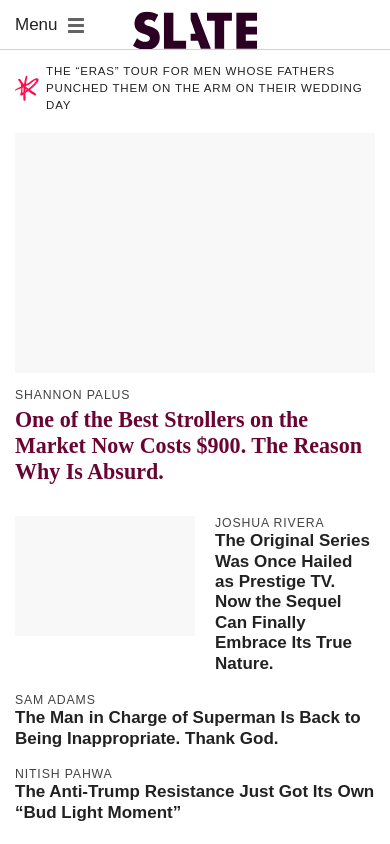 Menu
SLATE
THE “ERAS” TOUR FOR MEN WHOSE FATHERS
PUNCHED THEM ON THE ARM ON THEIR WEDDING
DAY
SHANNON PALUS
One of the Best Strollers on the
Market Now Costs $900. The Reason
Why Is Absurd.
JOSHUA RIVERA
The Original Series
Was Once Hailed
as Prestige TV.
Now the Sequel
Can Finally
Embrace Its True
Nature.
SAM ADAMS
The Man in Charge of Superman Is Back to
Being Inappropriate. Thank God.
NITISH PAHWA
The Anti-Trump Resistance Just Got Its Own
“Bud Light Moment”